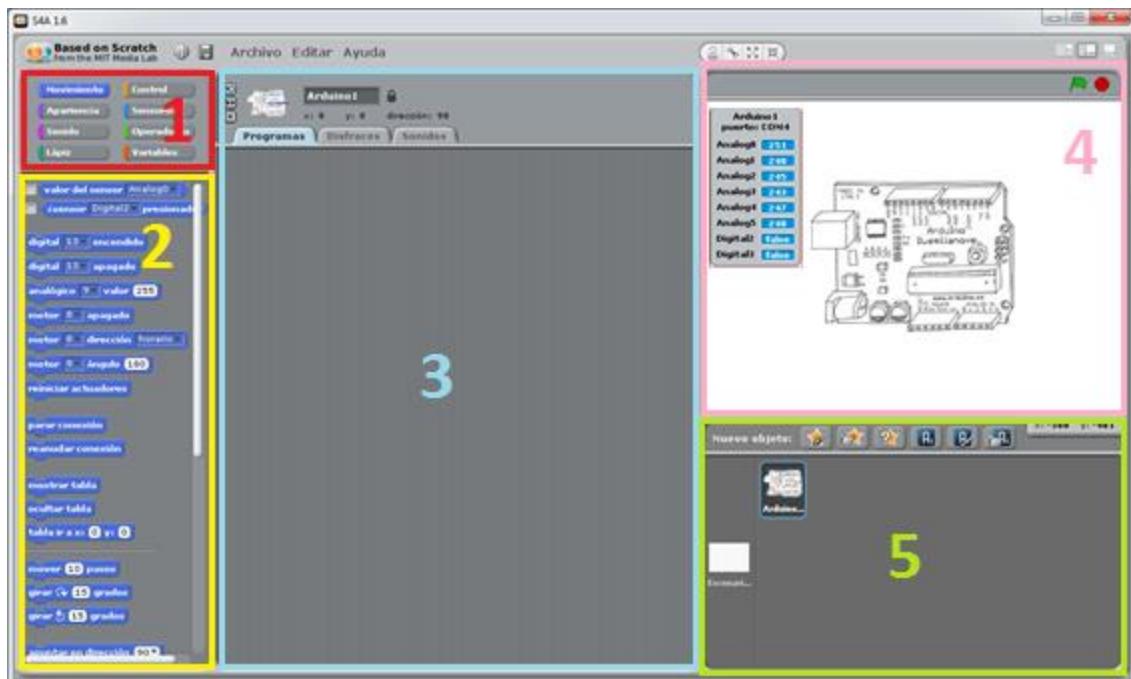 S4A 1.6
Based on Scratch
from the MIT Media Lab
Archivo Editar Ayuda
Movimiento Control
Apariencia Sensores
Sonido Operadores
Lápiz Variables
1
valor del sensor Analog0
¿sensor Digital2 presionado
digital 13 encendido
digital 13 apagado
2
analógico 9 valor 255
motor 8 apagado
motor 8 dirección horario
motor 8 ángulo 180
reiniciar actuadores
parar conexión
reanudar conexión
mostrar tabla
ocultar tabla
tabla ir a x: 0 y: 0
mover 10 pasos
girar 15 grados
girar 15 grados
apuntar en dirección 90
Arduino1
x: 0 y: 0 dirección: 90
Programas Disfraces Sonidos
3
Arduino1
puerto: COM4
Analog0 251
Analog1 248
Analog2 245
Analog3 243
Analog4 247
Analog5 248
Digital2 false
Digital3 false
4
Arduino
Duemilanove
Nuevo objeto:
Arduino...
5